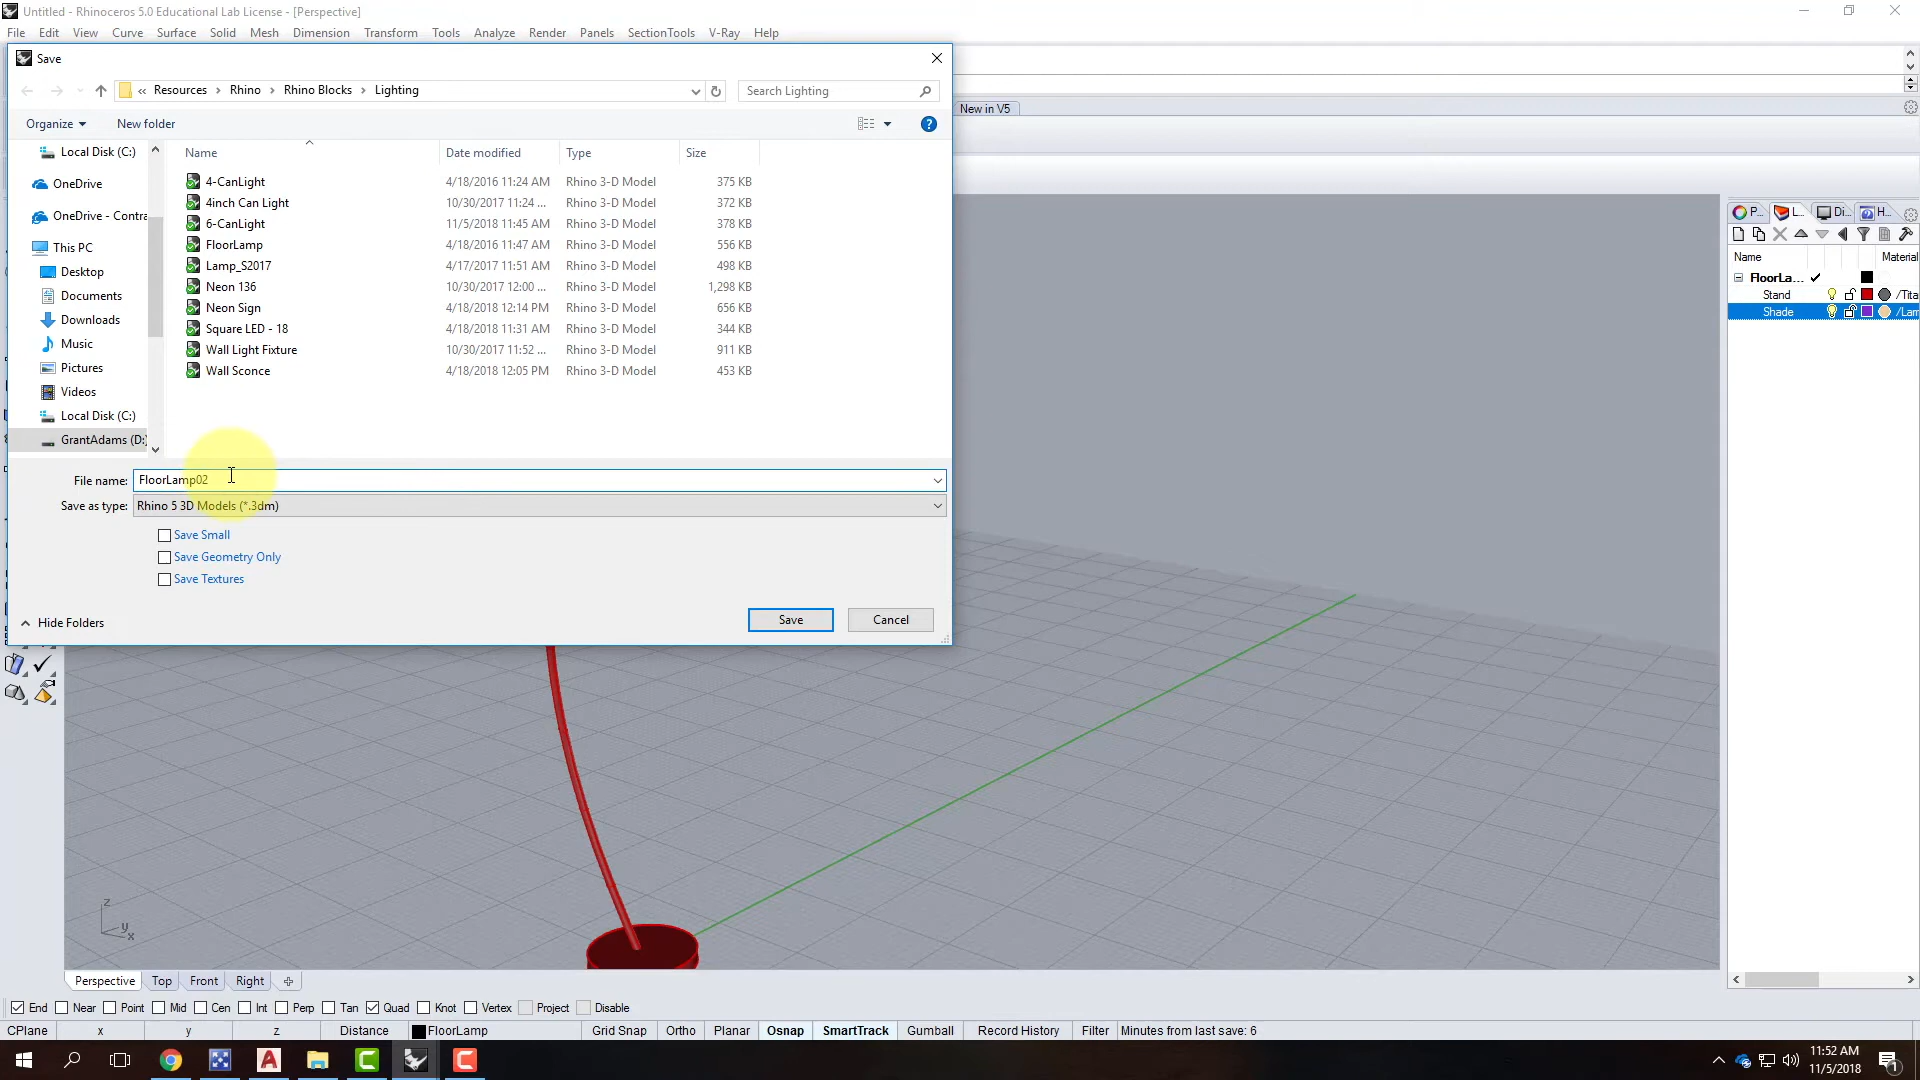 Untitled - Rhinoceros 5.0 Educational Lab License - [Perspective]
File Edit View Curve Surface Solid Mesh Dimension Transform Tools Analyze Render Panels SectionTools V-Ray Help
Save
« Resources › Rhino › Rhino Blocks › Lighting
Search Lighting
New in V5
Organize New folder
Name Date modified Type Size
4-CanLight 4/18/2016 11:24 AM Rhino 3-D Model 375 KB
4inch Can Light 10/30/2017 11:24 ... Rhino 3-D Model 372 KB
6-CanLight 11/5/2018 11:45 AM Rhino 3-D Model 378 KB
FloorLamp 4/18/2016 11:47 AM Rhino 3-D Model 556 KB
Lamp_S2017 4/17/2017 11:51 AM Rhino 3-D Model 498 KB
Neon 136 10/30/2017 12:00 ... Rhino 3-D Model 1,298 KB
Neon Sign 4/18/2018 12:14 PM Rhino 3-D Model 656 KB
Square LED - 18 4/18/2018 11:31 AM Rhino 3-D Model 344 KB
Wall Light Fixture 10/30/2017 11:52 ... Rhino 3-D Model 911 KB
Wall Sconce 4/18/2018 12:05 PM Rhino 3-D Model 453 KB
Local Disk (C:)
OneDrive
OneDrive - Contra
This PC
Desktop
Documents
Downloads
Music
Pictures
Videos
Local Disk (C:)
GrantAdams (D:)
File name: FloorLamp02
Save as type: Rhino 5 3D Models (*.3dm)
Save Small
Save Geometry Only
Save Textures
Hide Folders
Save Cancel
P... L... Di... H...
Name Material
FloorLa...
Stand /Tita
Shade /Lam
z
y
x
Perspective Top Front Right
End Near Point Mid Cen Int Perp Tan Quad Knot Vertex Project Disable
CPlane x y z Distance FloorLamp Grid Snap Ortho Planar Osnap SmartTrack Gumball Record History Filter Minutes from last save: 6
11:52 AM
11/5/2018
1